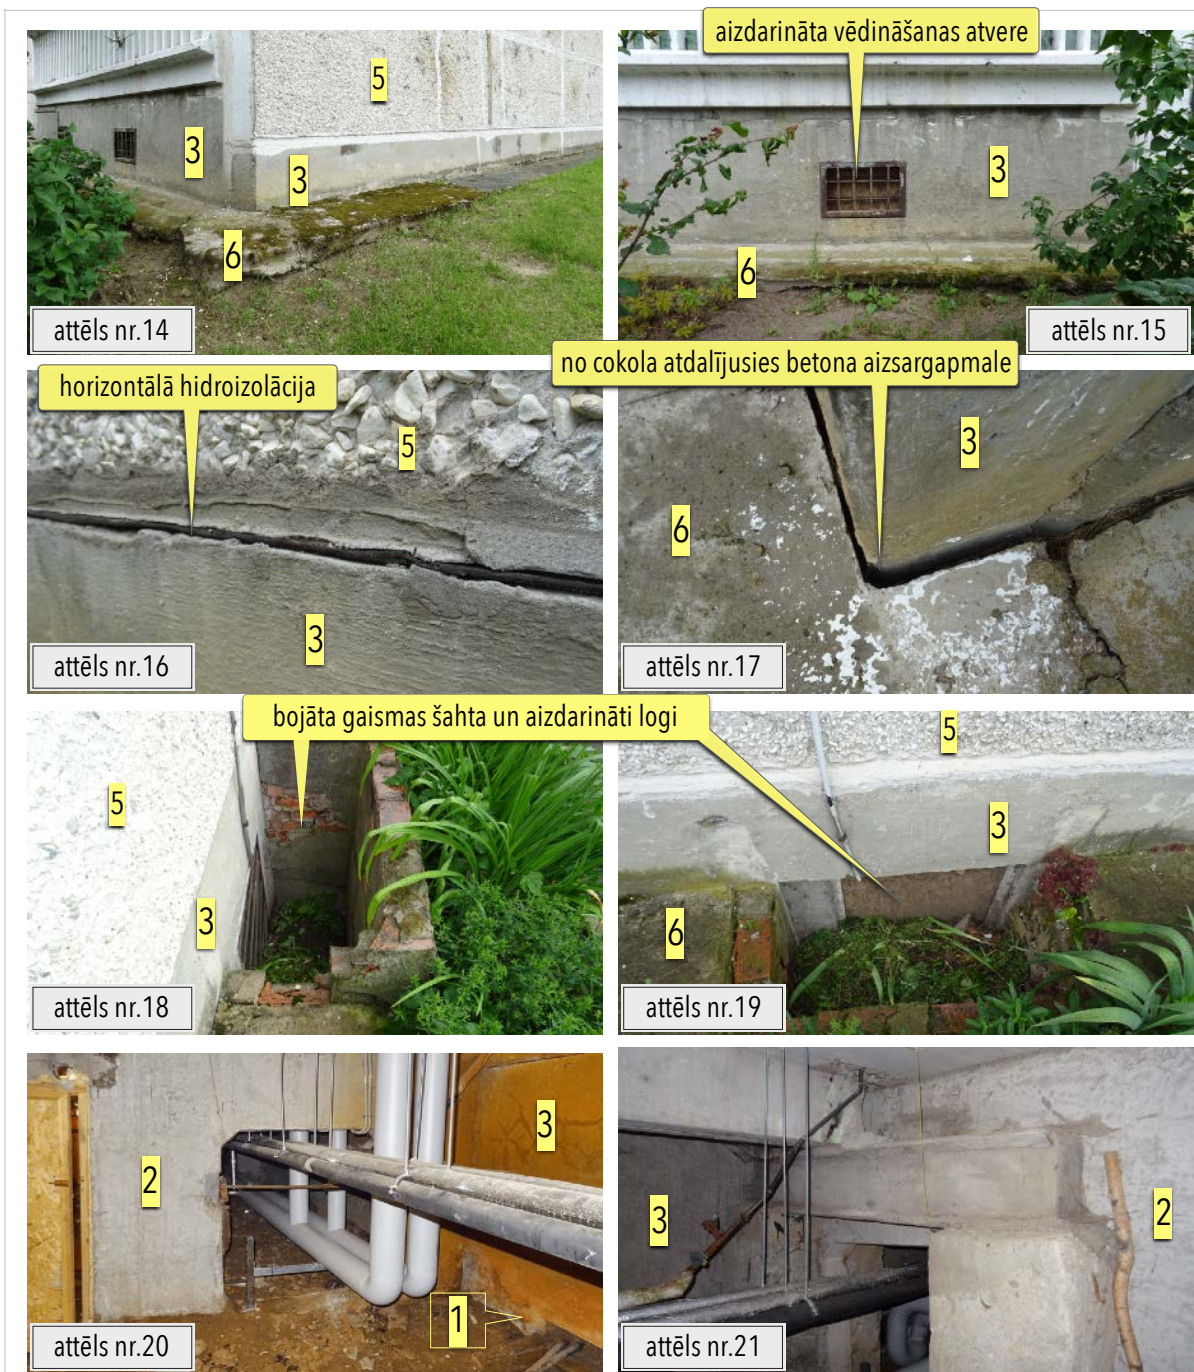 aizdarināta vēdināšanas atvere
5
3
3
6
attēls nr.14
3
6
attēls nr.15
horizontālā hidroizolācija
5
3
attēls nr.16
no cokola atdalījusies betona aizsargapmale
3
6
attēls nr.17
bojāta gaismas šahta un aizdarināti logi
5
3
attēls nr.18
5
3
6
attēls nr.19
3
2
1
attēls nr.20
3
2
attēls nr.21